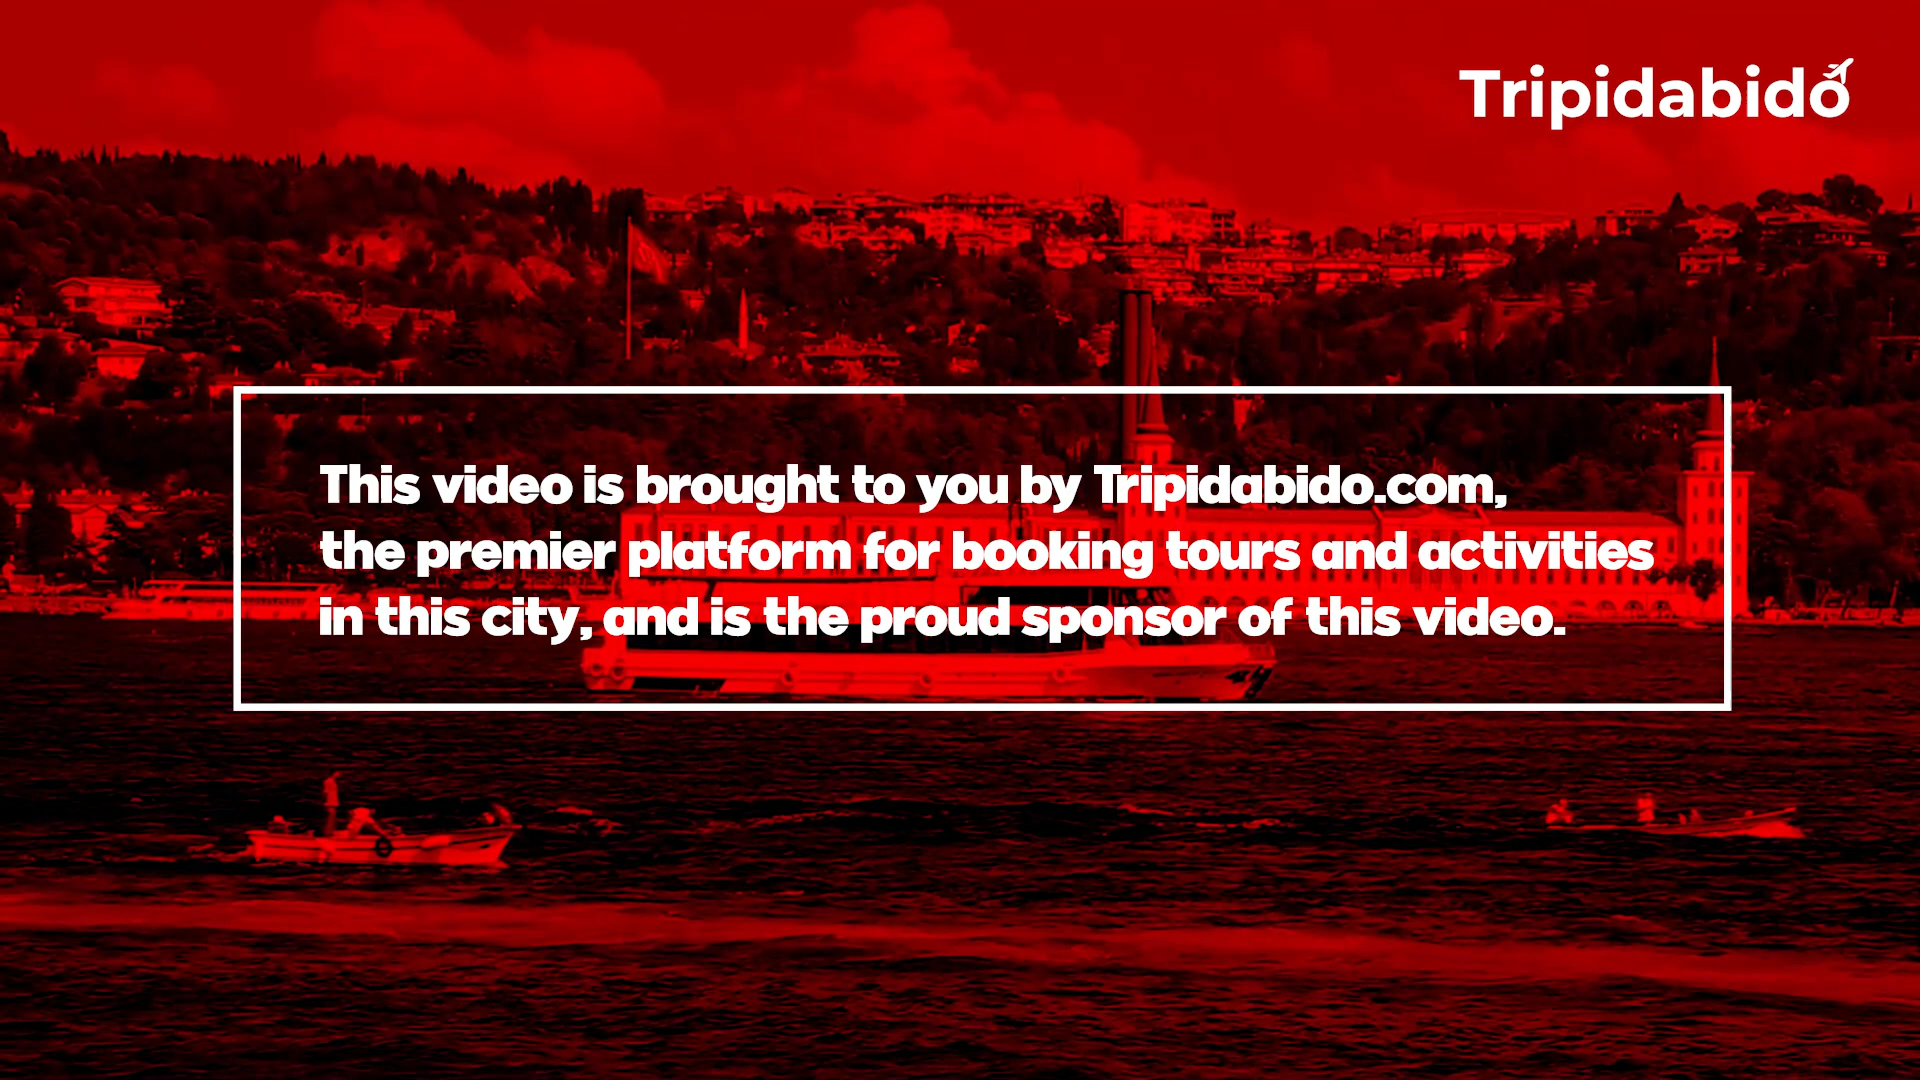 Tripidabido
This video is brought to you by Tripidabido.com,
the premier platform for booking tours and activities
in this city, and is the proud sponsor of this video.